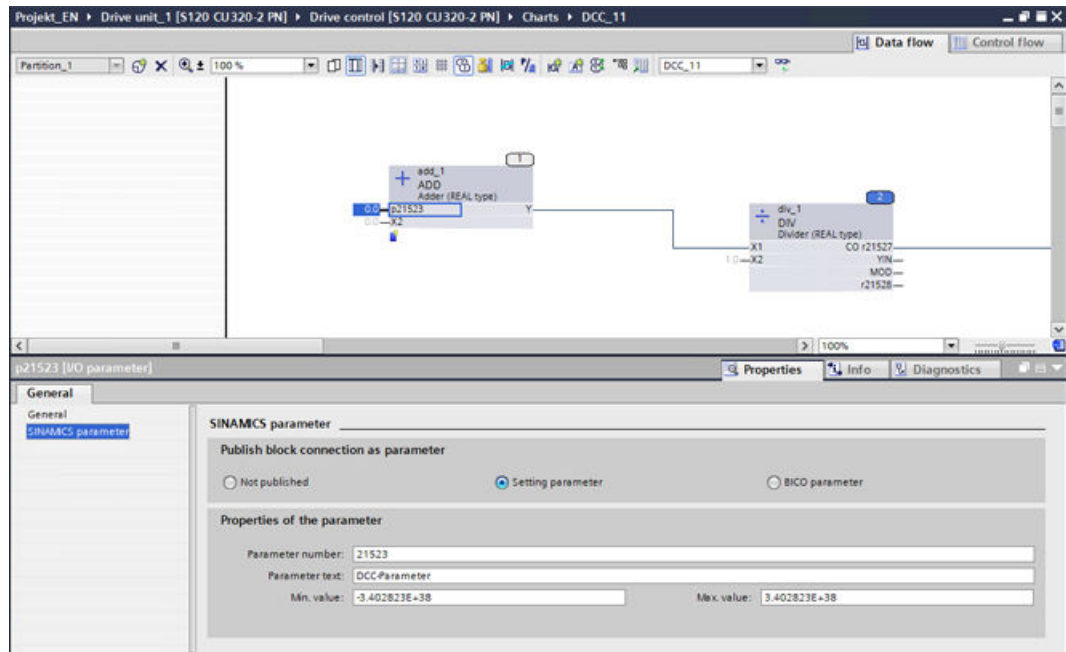 Projekt_EN ▸ Drive unit_1 [S120 CU320-2 PN] ▸ Drive control [S120 CU320-2 PN] ▸ Charts ▸ DCC_11
Data flow Control flow
Partition_1 100 % DCC_11
1
add_1
ADD
Adder (REAL type)
0.0 p21523 Y
0.0 X2
2
div_1
DIV
Divider (REAL type)
X1 CO r21527
1.0 X2 YIN
MOD
r21528
100%
p21523 [I/O parameter] Properties Info Diagnostics
General
General
SINAMICS parameter
SINAMICS parameter
Publish block connection as parameter
Not published Setting parameter BICO parameter
Properties of the parameter
Parameter number: 21523
Parameter text: DCC-Parameter
Min. value: -3.402823E+38 Max. value: 3.402823E+38